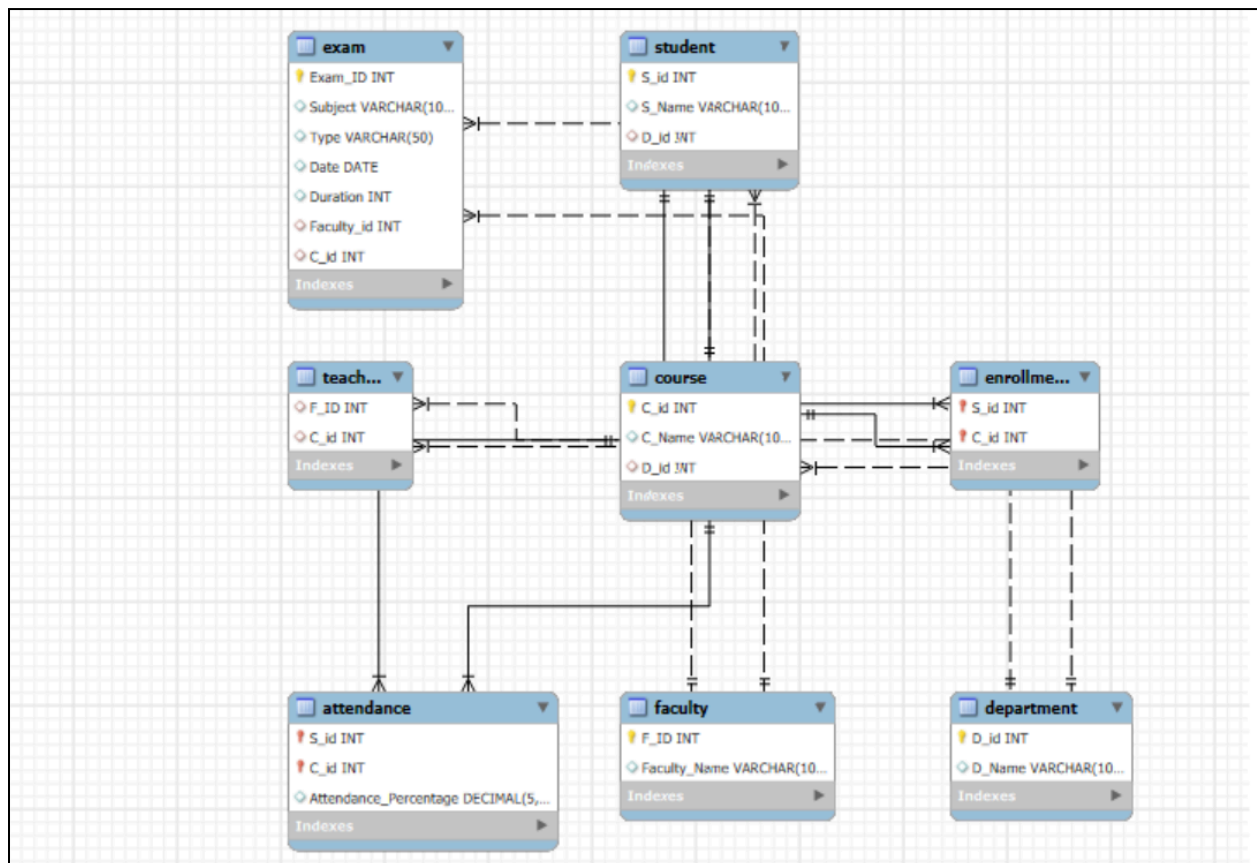 exam
Exam_ID INT
Subject VARCHAR(10...
Type VARCHAR(50)
Date DATE
Duration INT
Faculty_id INT
C_id INT
Indexes
student
S_id INT
S_Name VARCHAR(10...
D_id INT
Indexes
teach...
F_ID INT
C_id INT
Indexes
course
C_id INT
C_Name VARCHAR(10...
D_id INT
Indexes
enrollme...
S_id INT
C_id INT
Indexes
attendance
S_id INT
C_id INT
Attendance_Percentage DECIMAL(5,...
Indexes
faculty
F_ID INT
Faculty_Name VARCHAR(10...
Indexes
department
D_id INT
D_Name VARCHAR(10...
Indexes